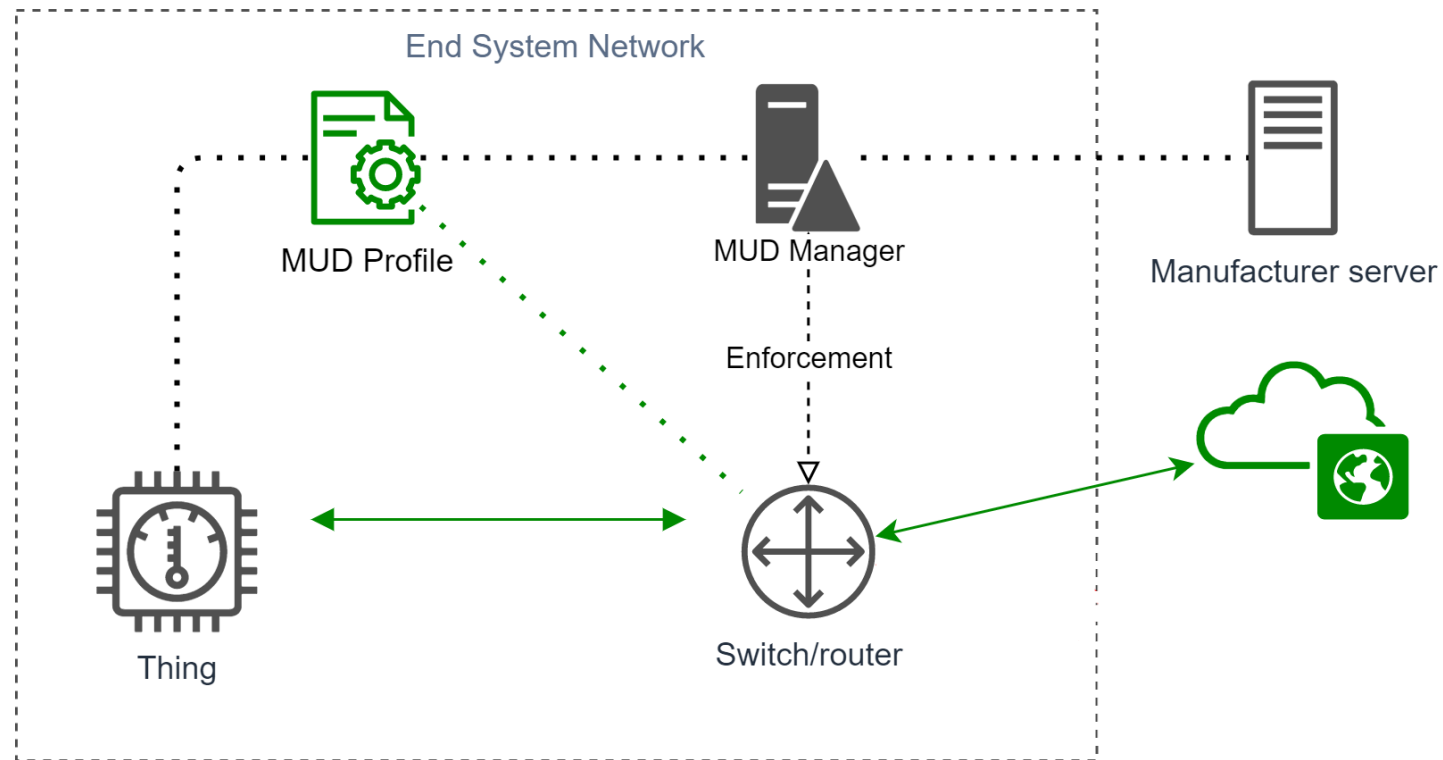 End System Network
MUD Profile
MUD Manager
Manufacturer server
Enforcement
Thing
Switch/router